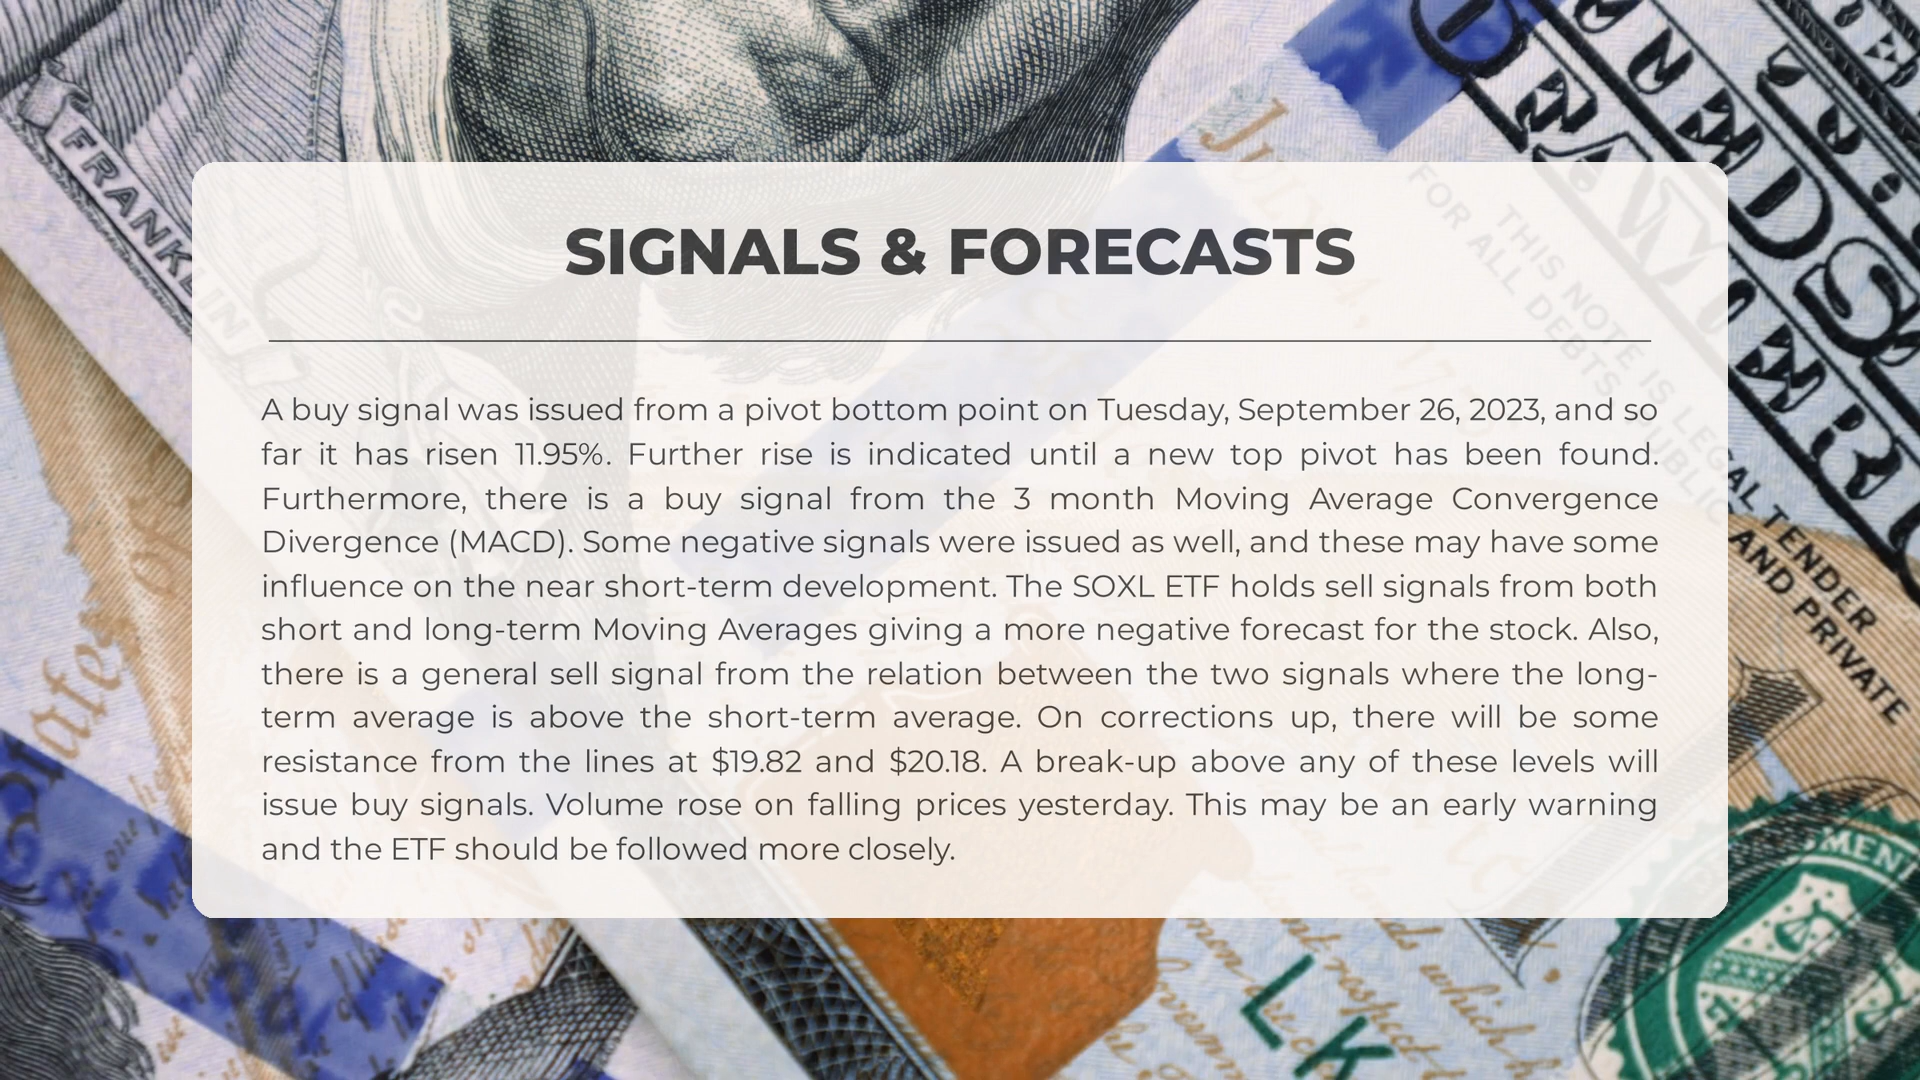 FRANKLIN
SIGNALS & FORECASTS
THIS NOTE IS LEGAL TENDER
FOR ALL DEBTS PUBLIC AND PRIVATE
JULY 4, 1776
A buy signal was issued from a pivot bottom point on Tuesday, September 26, 2023, and so
far it has risen 11.95%. Further rise is indicated until a new top pivot has been found.
Furthermore, there is a buy signal from the 3 month Moving Average Convergence
Divergence (MACD). Some negative signals were issued as well, and these may have some
influence on the near short-term development. The SOXL ETF holds sell signals from both
short and long-term Moving Averages giving a more negative forecast for the stock. Also,
there is a general sell signal from the relation between the two signals where the long-
term average is above the short-term average. On corrections up, there will be some
resistance from the lines at $19.82 and $20.18. A break-up above any of these levels will
issue buy signals. Volume rose on falling prices yesterday. This may be an early warning
and the ETF should be followed more closely.
LK